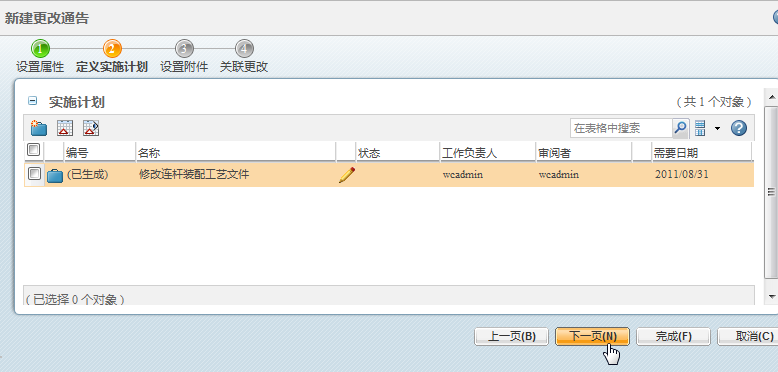 新建更改通告
1 2 3 4
设置属性 定义实施计划 设置附件 关联更改
实施计划 (共 1 个对象)
在表格中搜索
编号 名称 状态 工作负责人 审阅者 需要日期
(已生成) 修改连杆装配工艺文件 wcadmin wcadmin 2011/08/31
(已选择 0 个对象)
上一页(B) 下一页(N) 完成(F) 取消(C)